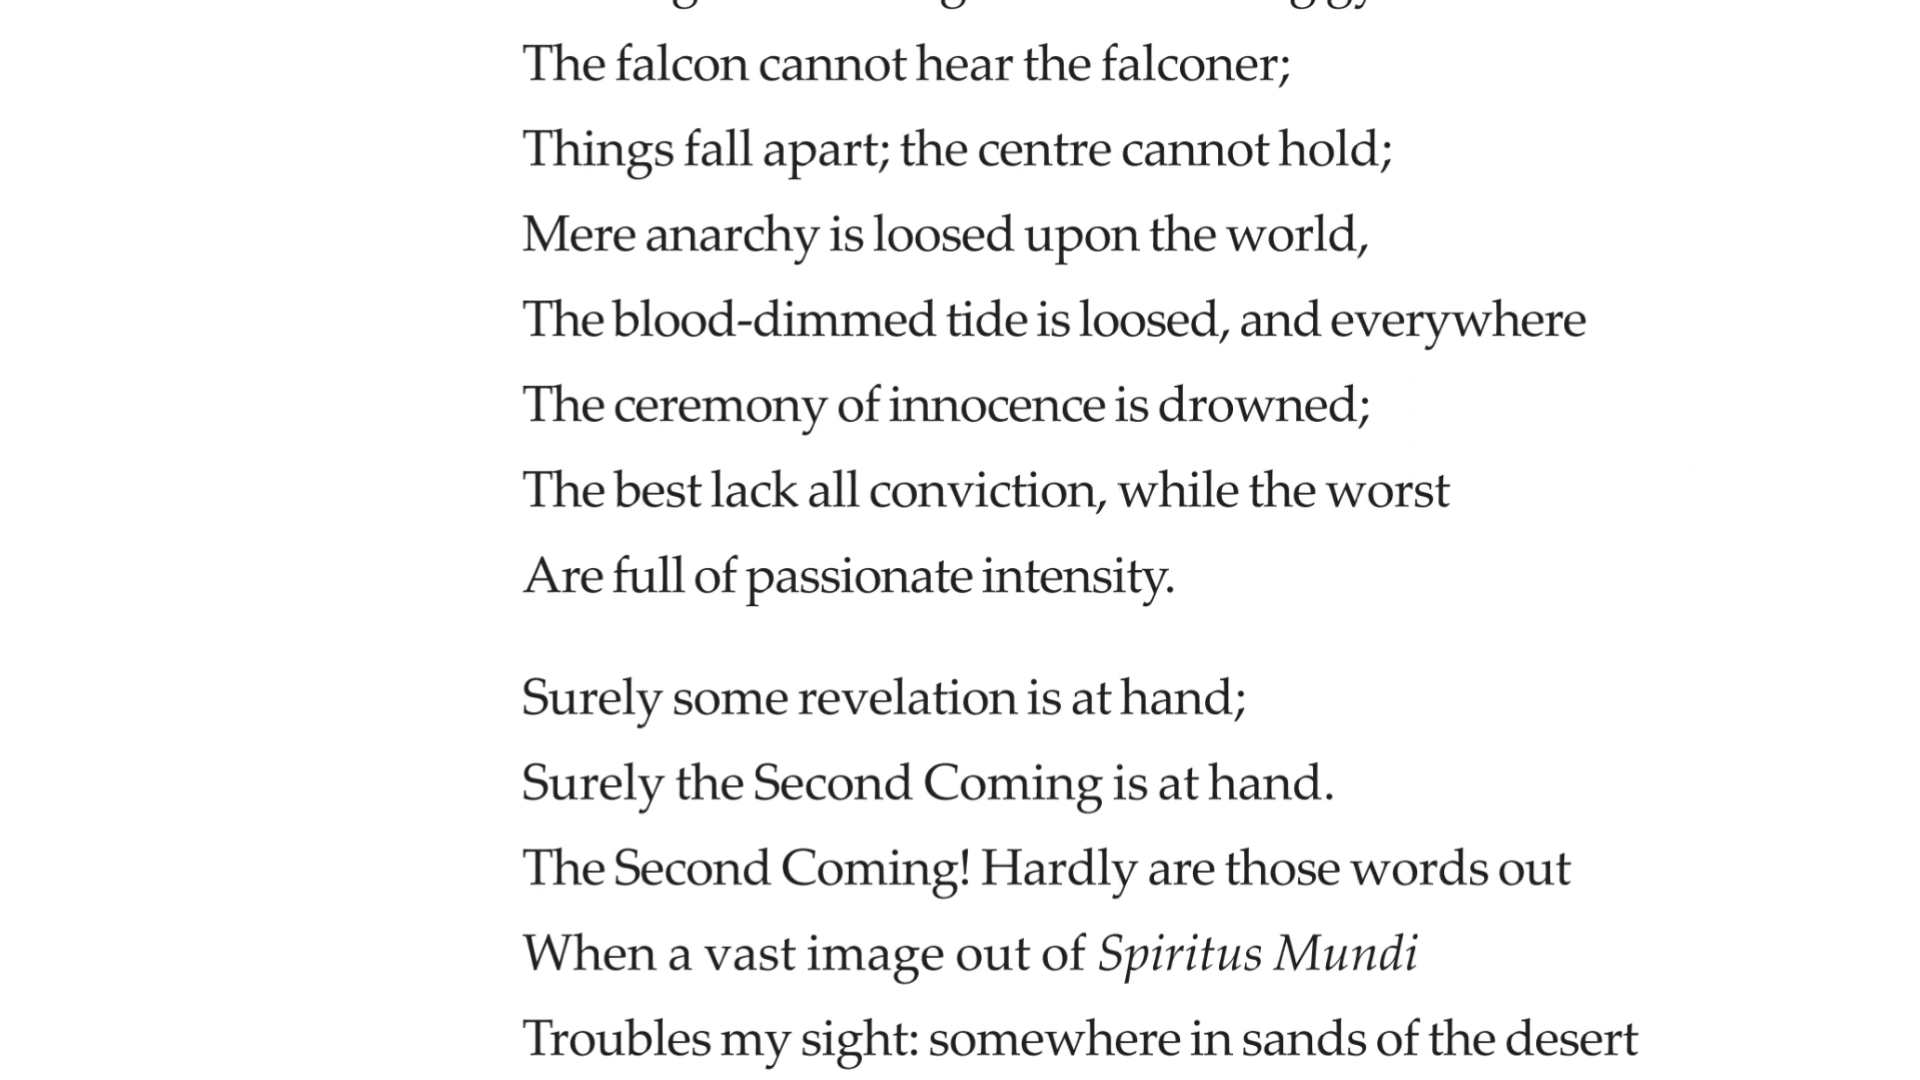 The falcon cannot hear the falconer;
Things fall apart; the centre cannot hold;
Mere anarchy is loosed upon the world,
The blood-dimmed tide is loosed, and everywhere
The ceremony of innocence is drowned;
The best lack all conviction, while the worst
Are full of passionate intensity.
Surely some revelation is at hand;
Surely the Second Coming is at hand.
The Second Coming! Hardly are those words out
When a vast image out of Spiritus Mundi
Troubles my sight: somewhere in sands of the desert